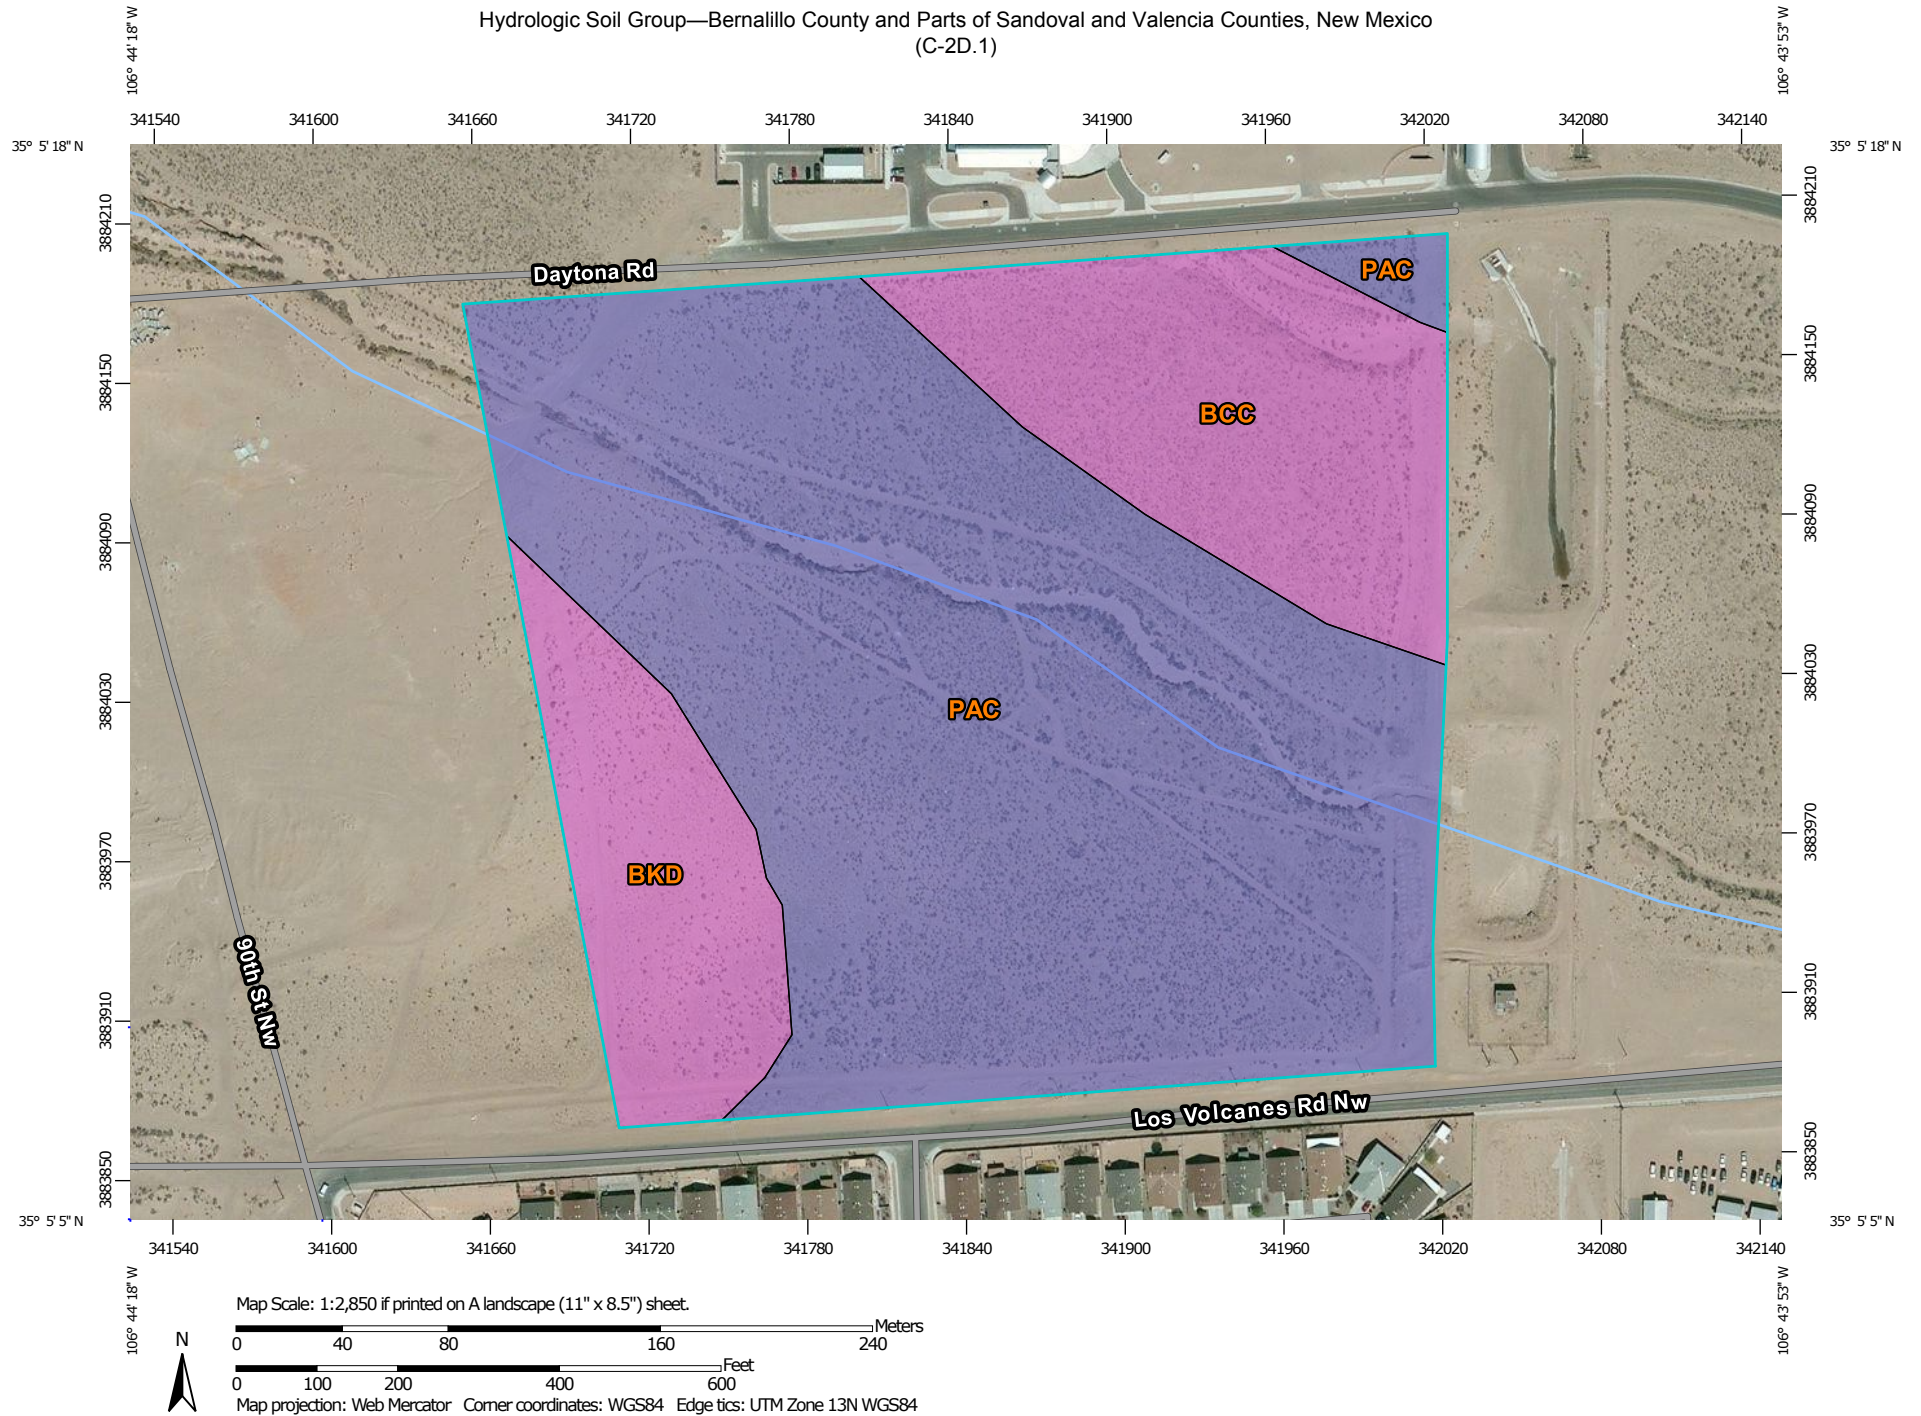 Hydrologic Soil Group—Bernalillo County and Parts of Sandoval and Valencia Counties, New Mexico
(C-2D.1)
106° 44' 18" W
106° 43' 53" W
341540 341600 341660 341720 341780 341840 341900 341960 342020 342080 342140
35° 5' 18" N
35° 5' 18" N
3884210
3884210
Daytona Rd
PAC
3884150
3884150
BCC
3884090
3884090
3884030
3884030
PAC
3883970
3883970
BKD
90th St Nw
3883910
3883910
Los Volcanes Rd Nw
3883850
3883850
35° 5' 5" N
35° 5' 5" N
341540 341600 341660 341720 341780 341840 341900 341960 342020 342080 342140
106° 44' 18" W
106° 43' 53" W
Map Scale: 1:2,850 if printed on A landscape (11" x 8.5") sheet.
Meters
0 40 80 160 240
N
Feet
0 100 200 400 600
Map projection: Web Mercator Corner coordinates: WGS84 Edge tics: UTM Zone 13N WGS84